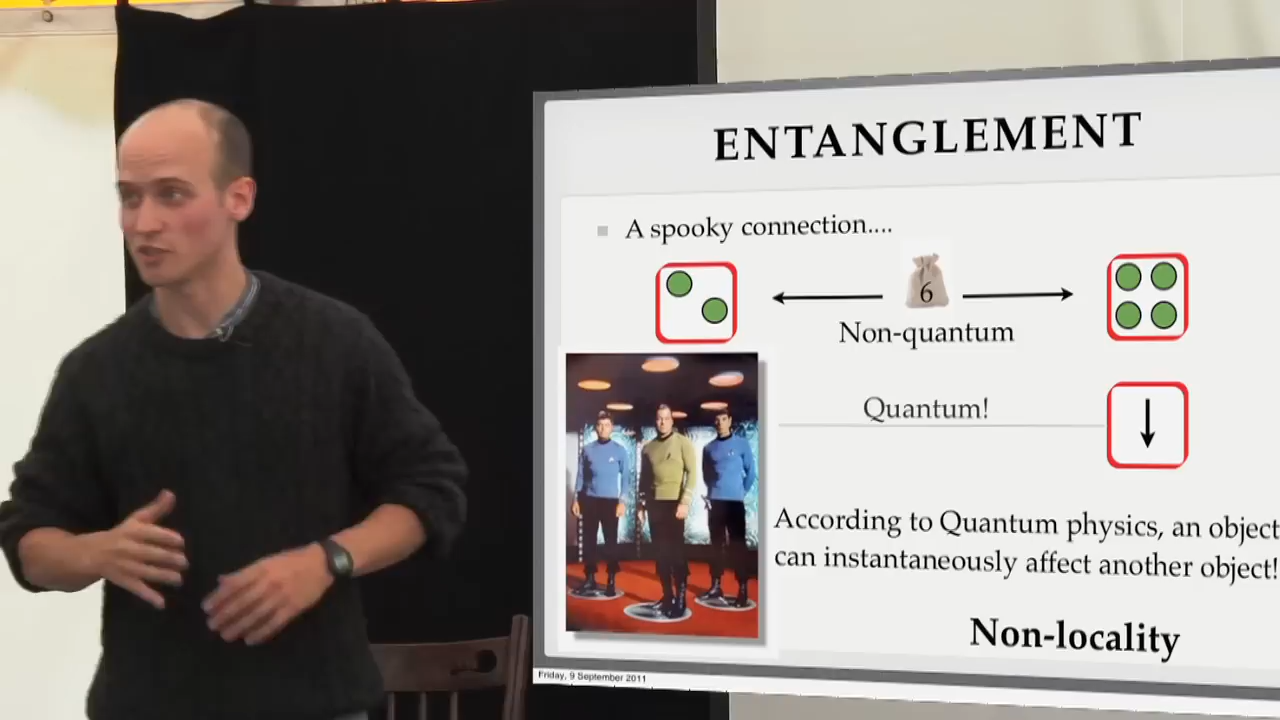 ENTANGLEMENT
A spooky connection....
6
Non-quantum
Quantum!
According to Quantum physics, an object
can instantaneously affect another object!
Non-locality
Friday, 9 September 2011